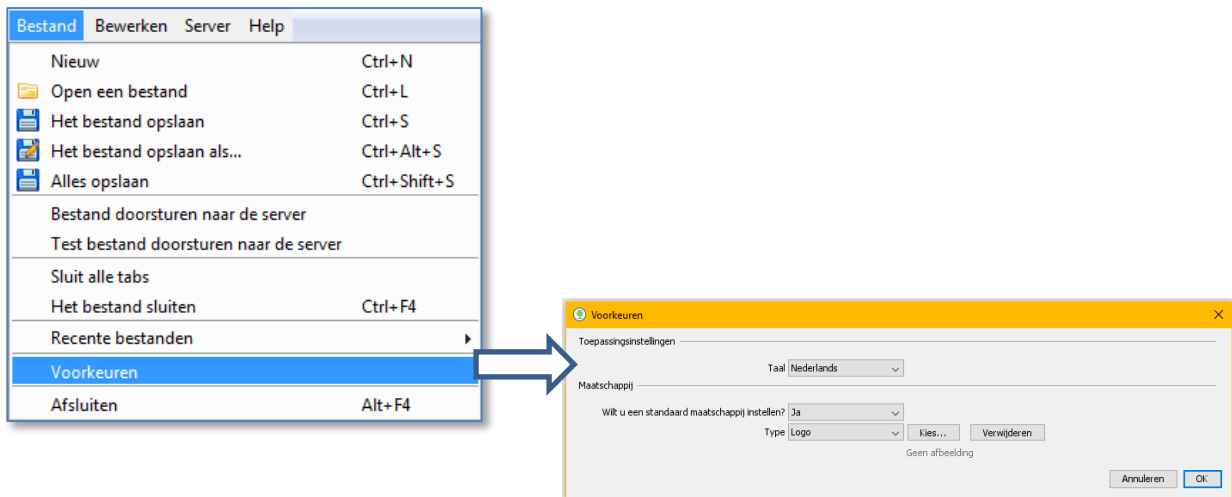 Bestand Bewerken Server Help
Nieuw Ctrl+N
Open een bestand Ctrl+L
Het bestand opslaan Ctrl+S
Het bestand opslaan als... Ctrl+Alt+S
Alles opslaan Ctrl+Shift+S
Bestand doorsturen naar de server
Test bestand doorsturen naar de server
Sluit alle tabs
Het bestand sluiten Ctrl+F4
Recente bestanden
Voorkeuren
Afsluiten Alt+F4
Voorkeuren
Toepassingsinstellingen
Taal Nederlands
Maatschappij
Wilt u een standaard maatschappij instellen? Ja
Type Logo Kies... Verwijderen
Geen afbeelding
Annuleren OK